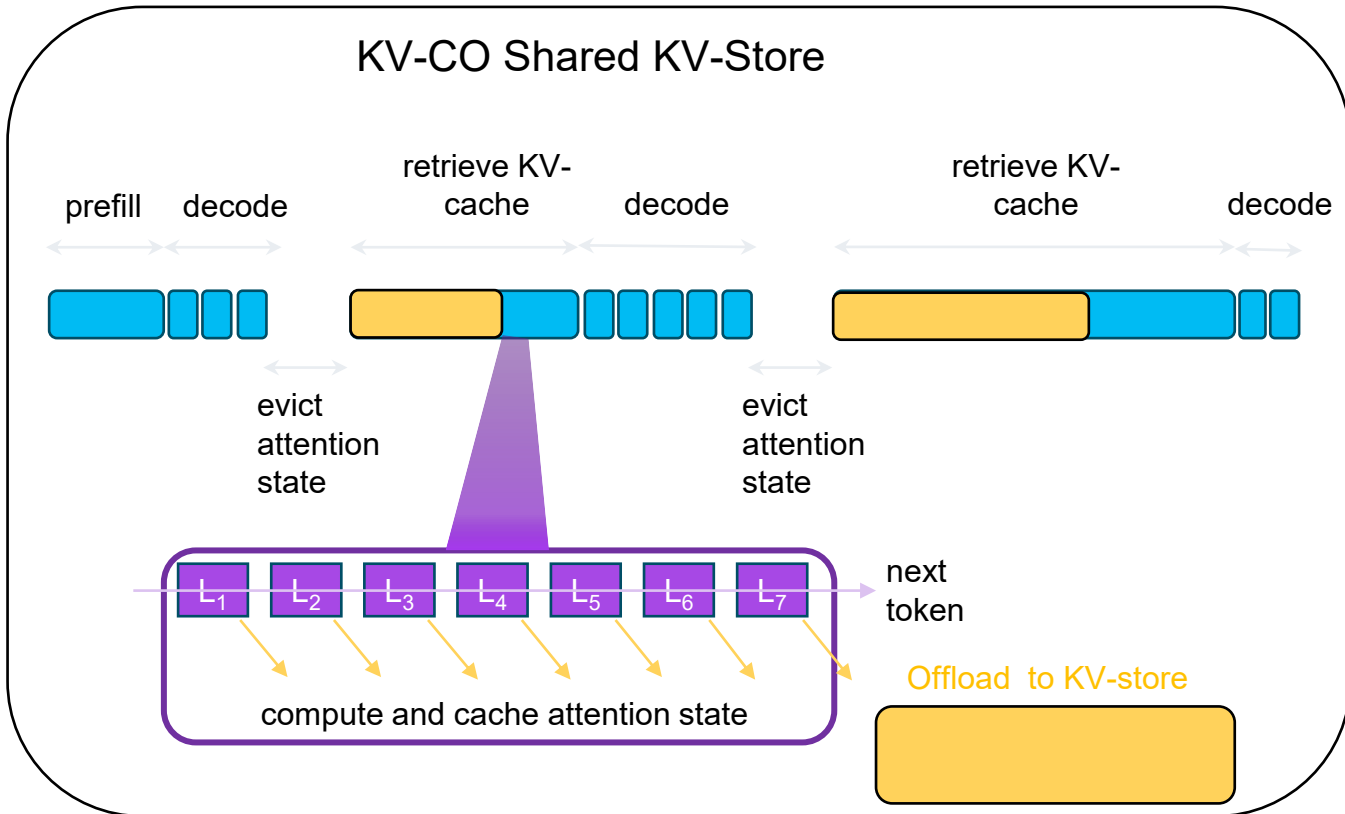 KV-CO Shared KV-Store
retrieve KV-
cache
retrieve KV-
cache
prefill
decode
decode
decode
evict
attention
state
evict
attention
state
L1
L2
L3
L4
L5
L6
L7
next
token
compute and cache attention state
Offload to KV-store